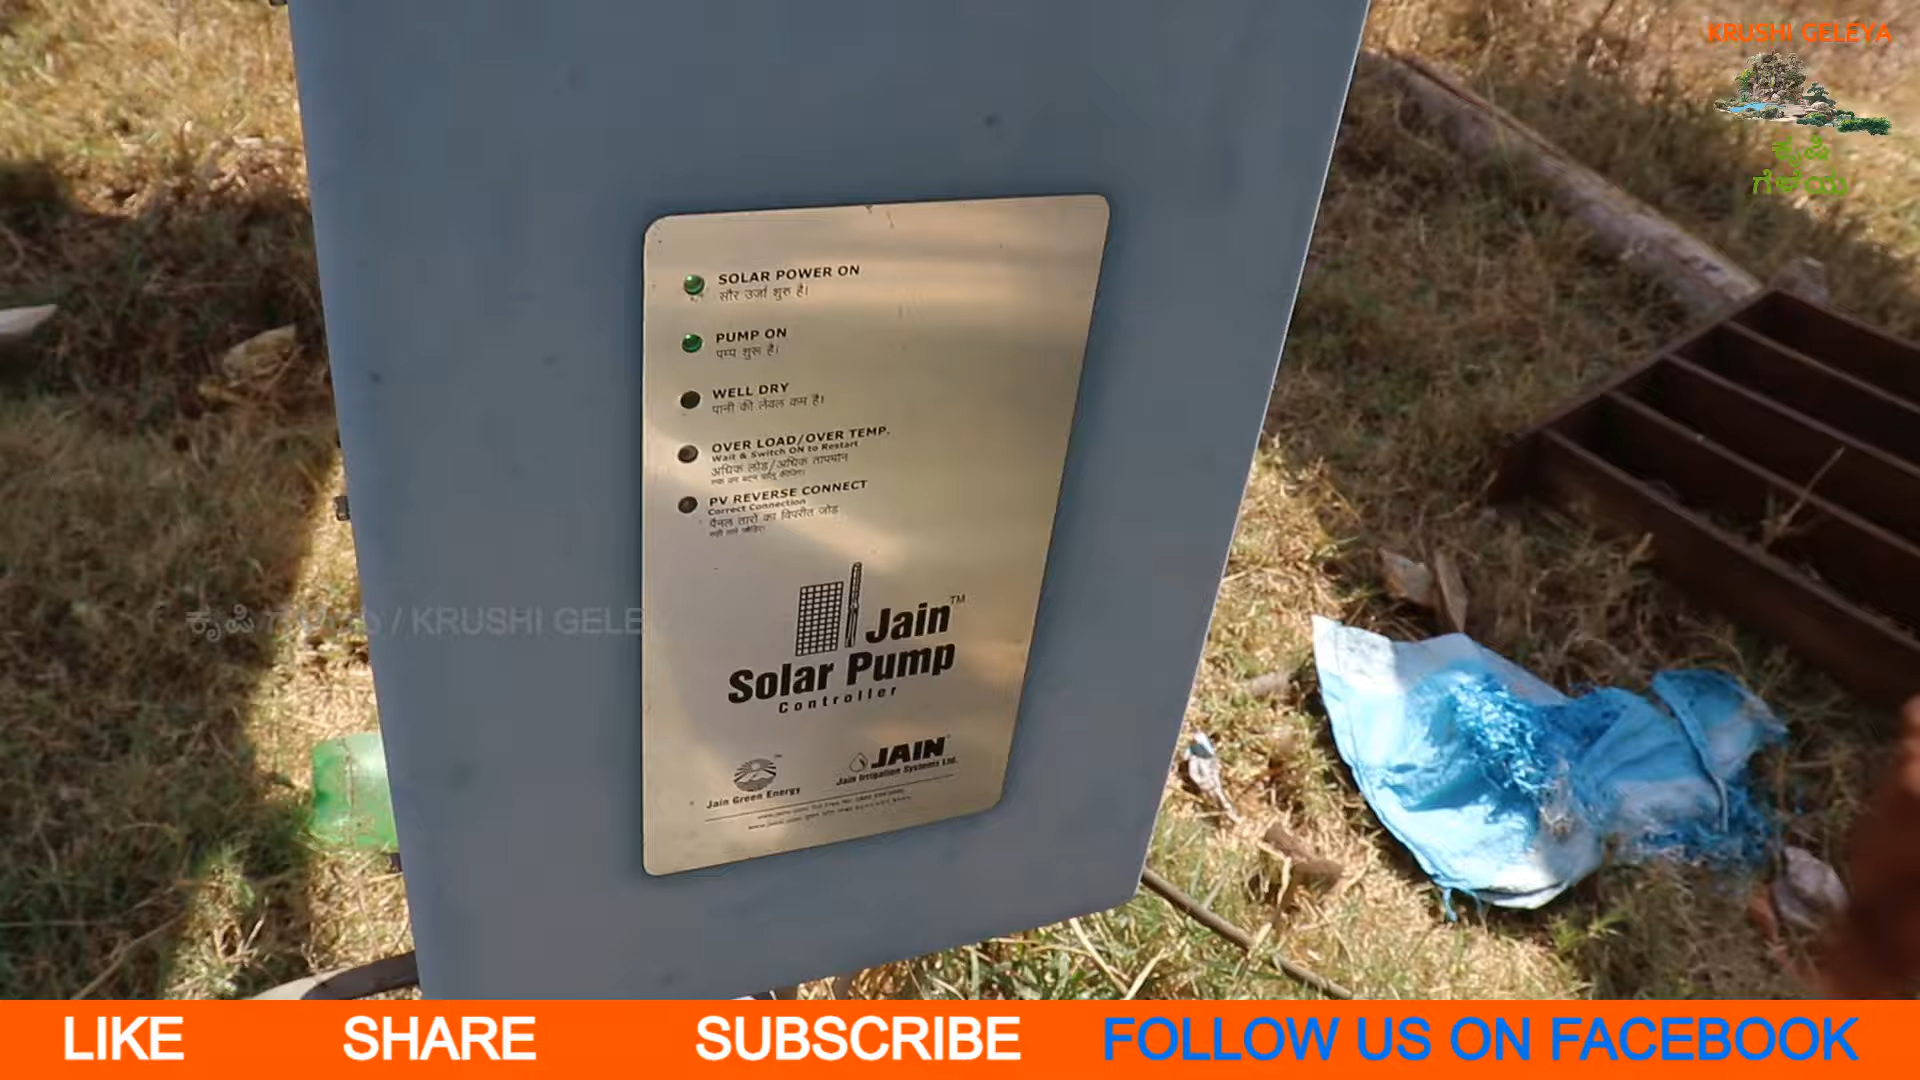 KRUSHI GELEYA
ಕೃಷಿ
ಗೆಳೆಯ
SOLAR POWER ON
सौर उर्जा शुरु है।
PUMP ON
पम्प शुरू है।
WELL DRY
पानी की लेवल कम है।
OVER LOAD/OVER TEMP.
Wait & Switch ON to Restart
अधिक लोड/अधिक तापमान
PV REVERSE CONNECT
Correct Connection
पॅनल तारों का विपरीत जोड़
ಕೃಷಿ ಗೆಳೆಯ / KRUSHI GELEY
Jain™
Solar Pump
Controller
Jain Green Energy
JAIN
Jain Irrigation Systems Ltd.
LIKE SHARE SUBSCRIBE FOLLOW US ON FACEBOOK